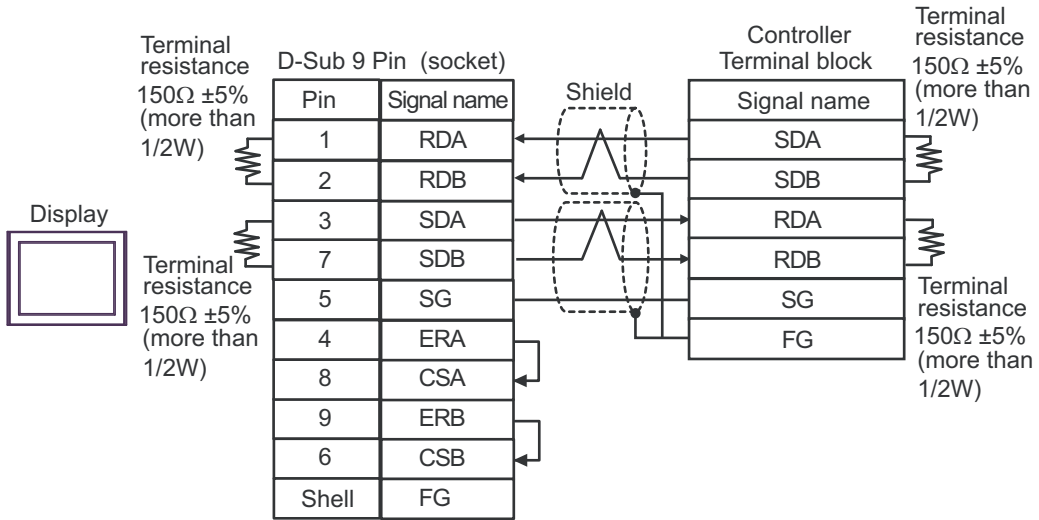 Terminal
resistance
150Ω ±5%
(more than
1/2W)
D-Sub 9 Pin (socket)
Pin Signal name
1 RDA
2 RDB
3 SDA
7 SDB
5 SG
4 ERA
8 CSA
9 ERB
6 CSB
Shell FG
Display
Terminal
resistance
150Ω ±5%
(more than
1/2W)
Shield
Controller
Terminal block
Signal name
SDA
SDB
RDA
RDB
SG
FG
Terminal
resistance
150Ω ±5%
(more than
1/2W)
Terminal
resistance
150Ω ±5%
(more than
1/2W)